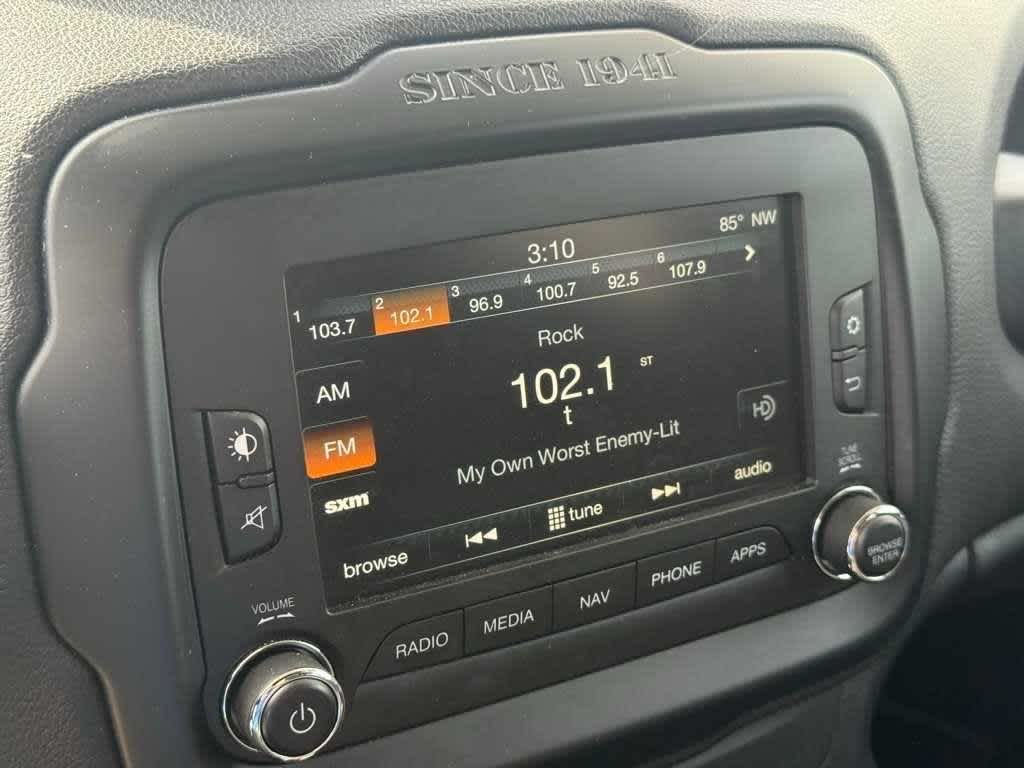 SINCE 1941
85° NW
3:10
1 103.7 2 102.1 3 96.9 4 100.7 5 92.5 6 107.9
Rock
AM
102.1 ST
t
HD
FM
My Own Worst Enemy-Lit
sxm
audio
tune
browse
VOLUME
RADIO MEDIA NAV PHONE APPS
BROWSE
ENTER